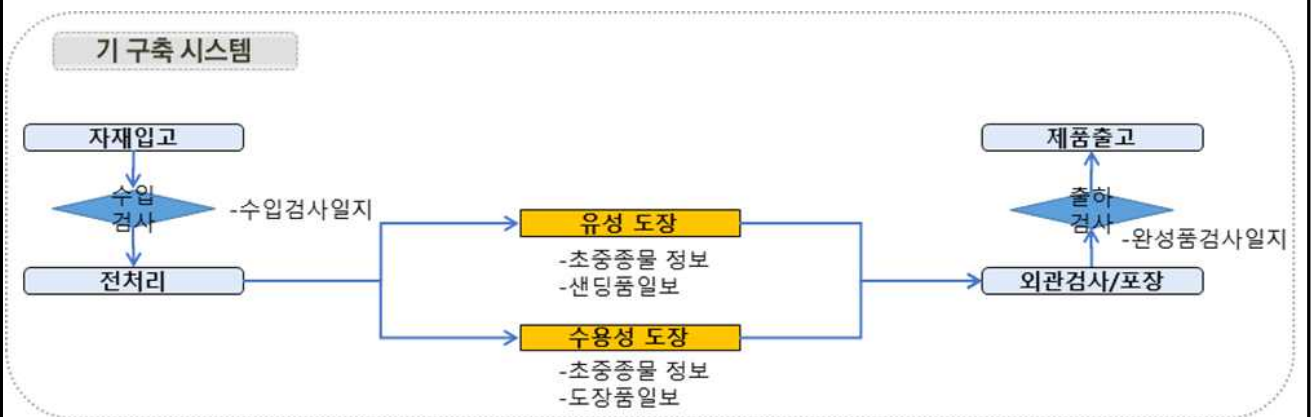 기 구축 시스템
자재입고
수입
검사
-수입검사일지
전처리
유성 도장
-초중종물 정보
-샌딩품일보
수용성 도장
-초중종물 정보
-도장품일보
제품출고
출하
검사
-완성품검사일지
외관검사/포장